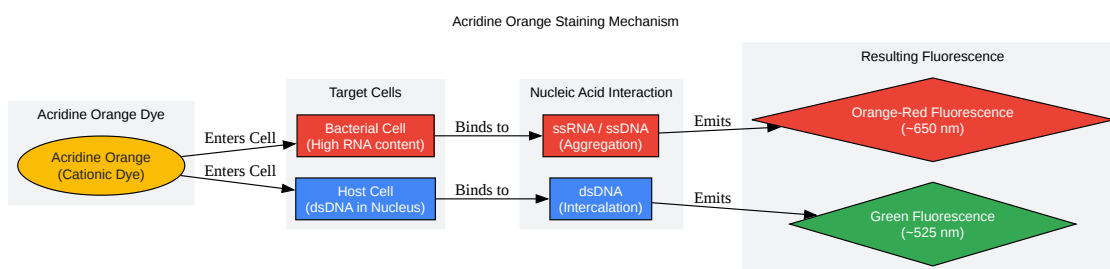 Acridine Orange Staining Mechanism
Acridine Orange Dye
Acridine Orange
(Cationic Dye)
Enters Cell
Enters Cell
Target Cells
Bacterial Cell
(High RNA content)
Host Cell
(dsDNA in Nucleus)
Binds to
Binds to
Nucleic Acid Interaction
ssRNA / ssDNA
(Aggregation)
dsDNA
(Intercalation)
Emits
Emits
Resulting Fluorescence
Orange-Red Fluorescence
(~650 nm)
Green Fluorescence
(~525 nm)